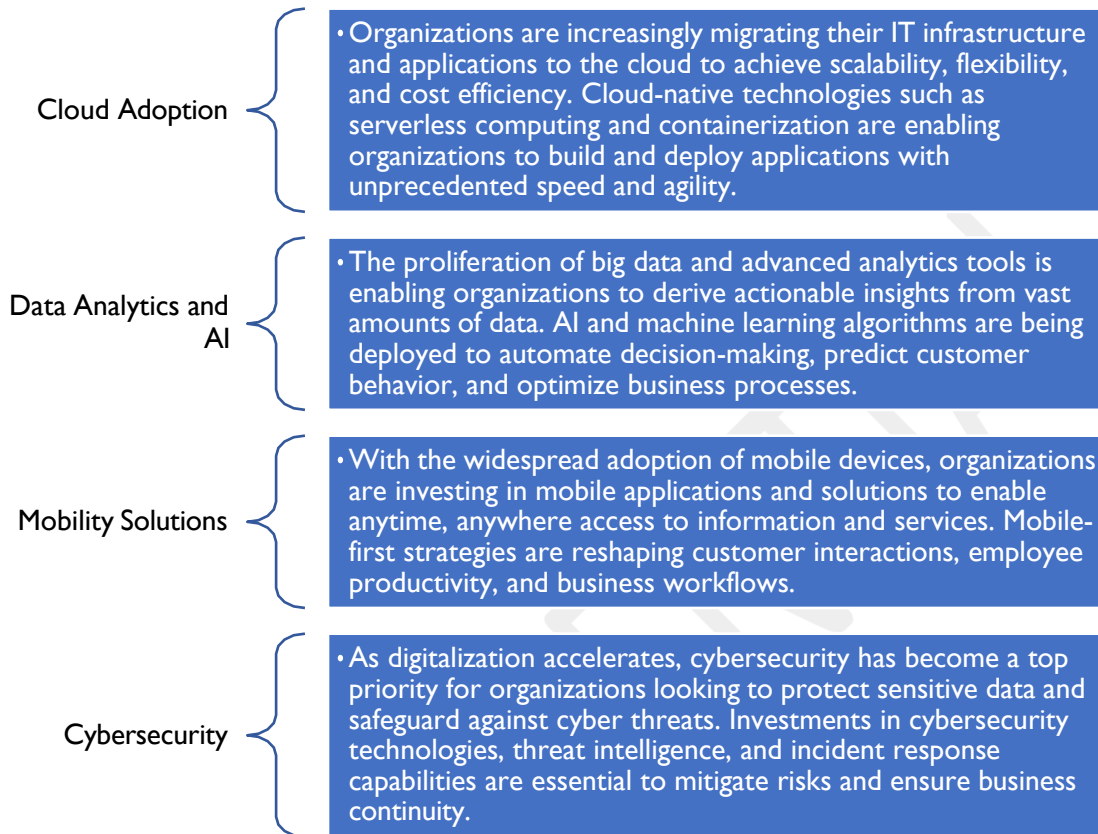 Cloud Adoption
• Organizations are increasingly migrating their IT infrastructure
and applications to the cloud to achieve scalability, flexibility,
and cost efficiency. Cloud-native technologies such as
serverless computing and containerization are enabling
organizations to build and deploy applications with
unprecedented speed and agility.
Data Analytics and
AI
• The proliferation of big data and advanced analytics tools is
enabling organizations to derive actionable insights from vast
amounts of data. AI and machine learning algorithms are being
deployed to automate decision-making, predict customer
behavior, and optimize business processes.
Mobility Solutions
• With the widespread adoption of mobile devices, organizations
are investing in mobile applications and solutions to enable
anytime, anywhere access to information and services. Mobile-
first strategies are reshaping customer interactions, employee
productivity, and business workflows.
Cybersecurity
• As digitalization accelerates, cybersecurity has become a top
priority for organizations looking to protect sensitive data and
safeguard against cyber threats. Investments in cybersecurity
technologies, threat intelligence, and incident response
capabilities are essential to mitigate risks and ensure business
continuity.